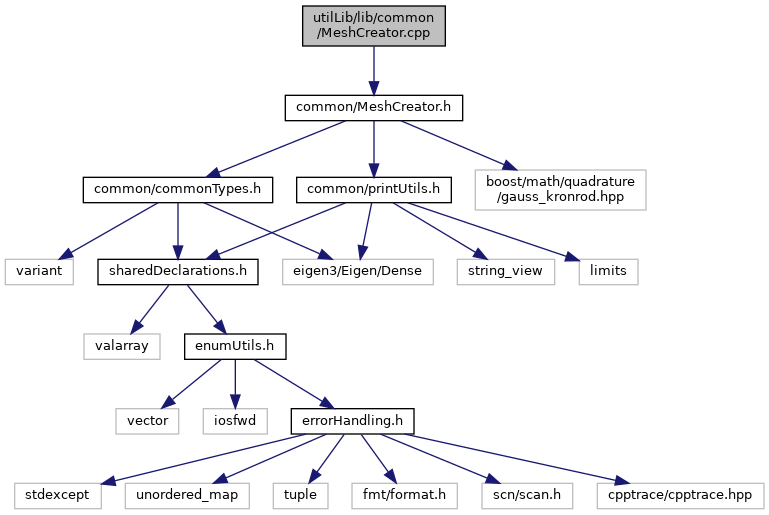 utilLib/lib/common
/MeshCreator.cpp
common/MeshCreator.h
common/commonTypes.h
common/printUtils.h
boost/math/quadrature
/gauss_kronrod.hpp
variant
sharedDeclarations.h
eigen3/Eigen/Dense
string_view
limits
valarray
enumUtils.h
vector
iosfwd
errorHandling.h
stdexcept
unordered_map
tuple
fmt/format.h
scn/scan.h
cpptrace/cpptrace.hpp